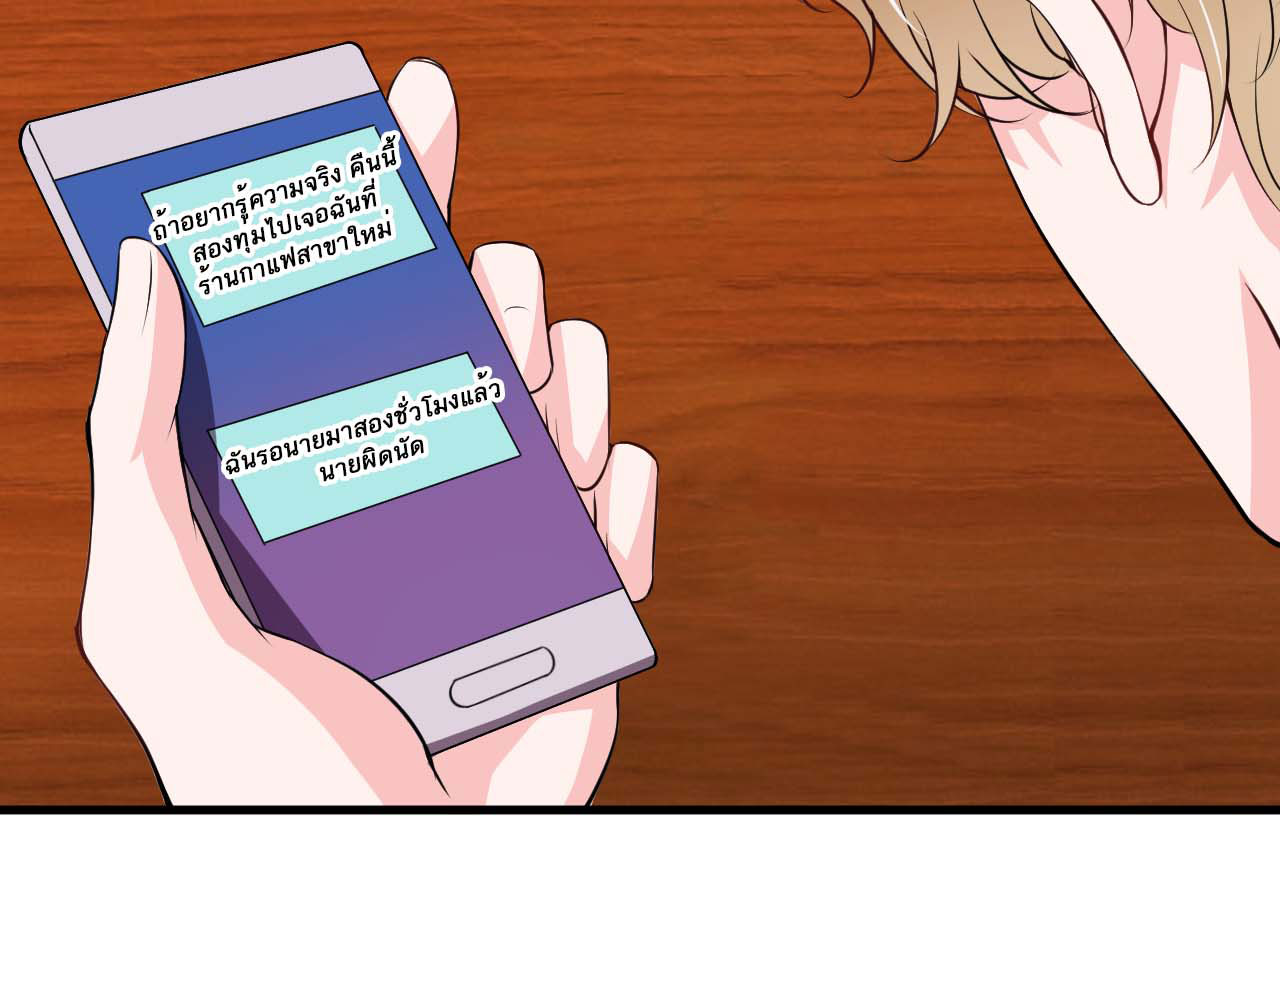 ถ้าอยากรู้ความจริง คืนนี้
สองทุ่มไปเจอฉันที่
ร้านกาแฟสาขาใหม่
ฉันรอนายมาสองชั่วโมงแล้ว
นายผิดนัด